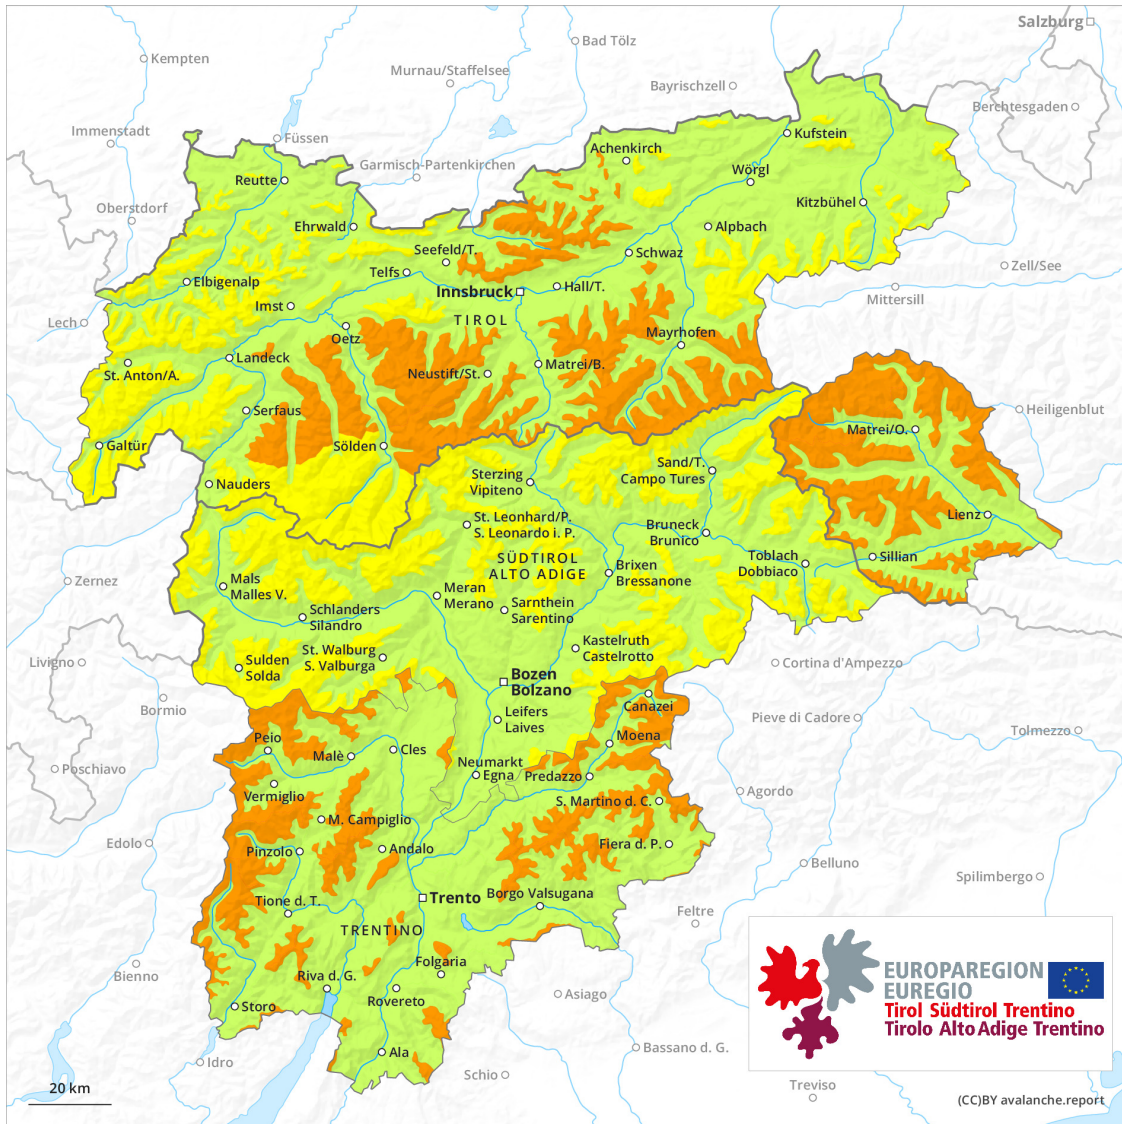 Salzburg
Bad Tölz
Kempten
Murnau/Staffelsee
Bayrischzell
Berchtesgaden
Immenstadt
Füssen
Kufstein
Achenkirch
Garmisch-Partenkirchen
Wörgl
Reutte
Kitzbühel
Oberstdorf
Ehrwald
Alpbach
Seefeld/T.
Schwaz
Telfs
Zell/See
Elbigenalp
Hall/T.
Innsbruck
Mittersill
Imst
TIROL
Lech
Oetz
Mayrhofen
Landeck
Matrei/B.
St. Anton/A.
Neustift/St.
Serfaus
Heiligenblut
Matrei/O.
Galtür
Sölden
Sand/T.
Campo Tures
Sterzing
Vipiteno
Nauders
Lienz
St. Leonhard/P.
S. Leonardo i. P.
Bruneck
Brunico
SÜDTIROL
ALTO ADIGE
Toblach
Dobbiaco
Sillian
Brixen
Bressanone
Zernez
Mals
Malles V.
Meran
Merano
Sarnthein
Sarentino
Schlanders
Silandro
Kastelruth
Castelrotto
St. Walburg
S. Valburga
Livigno
Sulden
Solda
Cortina d'Ampezzo
Bozen
Bolzano
Bormio
Canazei
Leifers
Laives
Pieve di Cadore
Tolmezzo
Peio
Moena
Malè
Cles
Neumarkt
Egna
Predazzo
Poschiavo
Vermiglio
Agordo
S. Martino d. C.
M. Campiglio
Edolo
Pinzolo
Andalo
Fiera d. P.
Belluno
Spilimbergo
Tione d. T.
Trento
Borgo Valsugana
Feltre
TRENTINO
Folgaria
Bienno
Riva d. G.
Rovereto
Asiago
Storo
EUROPAREGION
EUREGIO
Tirol Südtirol Trentino
Tirolo Alto Adige Trentino
Ala
Idro
Bassano d. G.
Schio
Treviso
20 km
(CC)BY avalanche.report